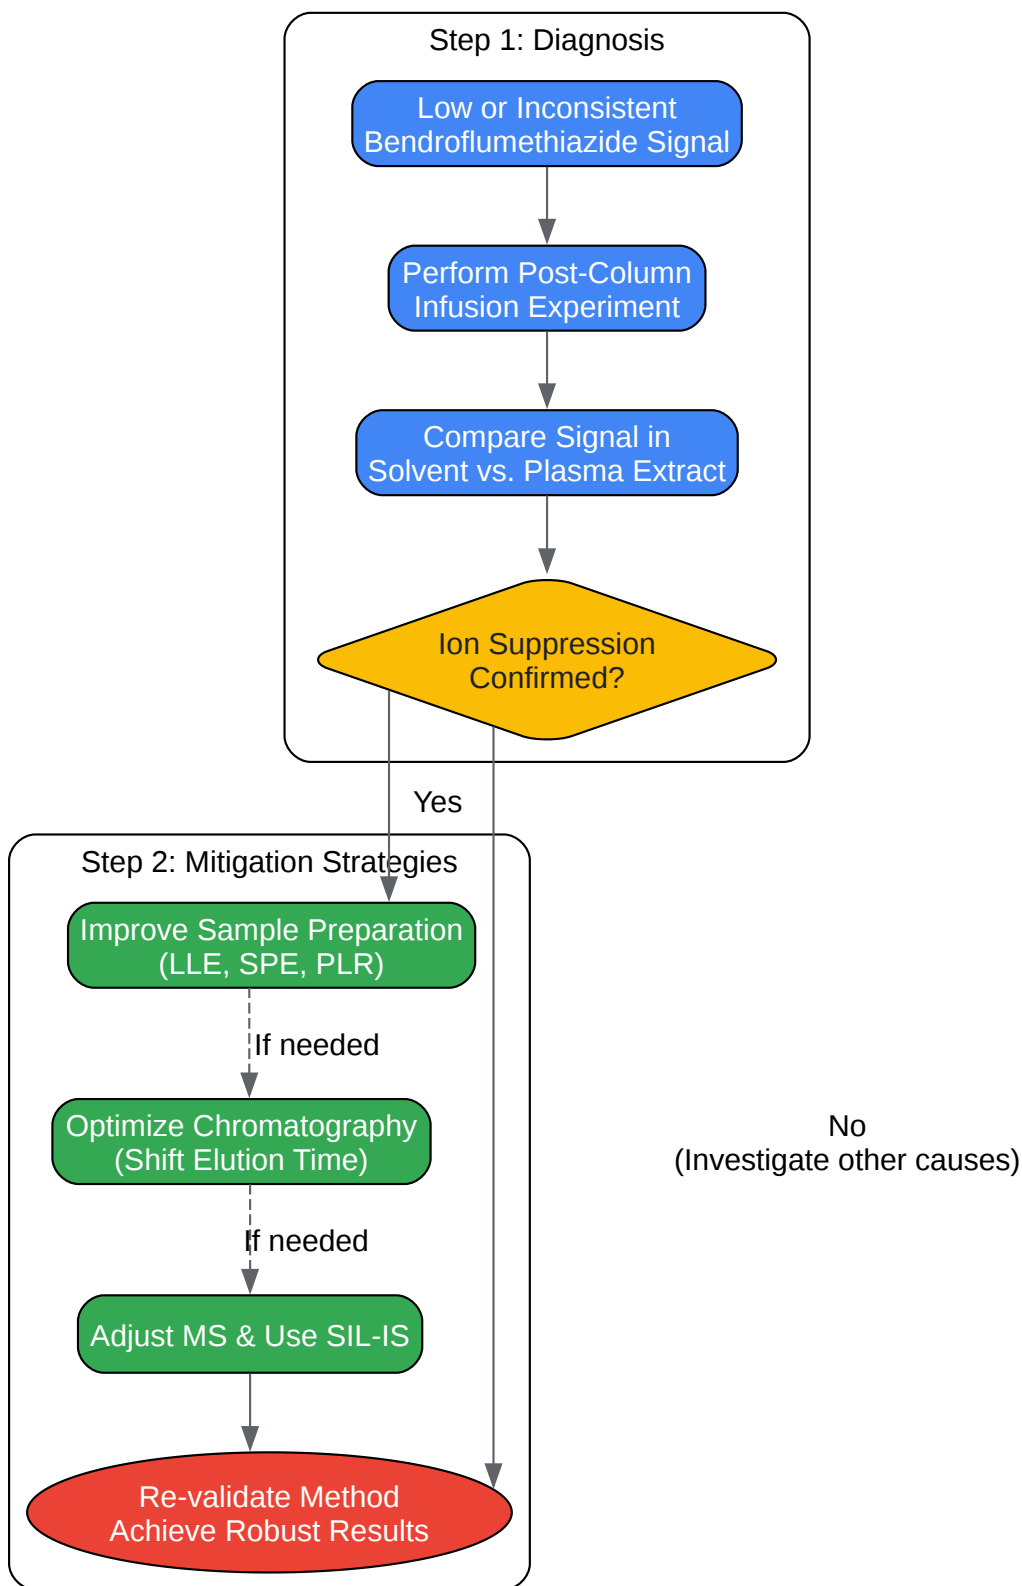 Step 1: Diagnosis
Low or Inconsistent
Bendroflumethiazide Signal
Perform Post-Column
Infusion Experiment
Compare Signal in
Solvent vs. Plasma Extract
Ion Suppression
Confirmed?
Yes
Step 2: Mitigation Strategies
Improve Sample Preparation
(LLE, SPE, PLR)
If needed
Optimize Chromatography
(Shift Elution Time)
No
(Investigate other causes)
If needed
Adjust MS & Use SIL-IS
Re-validate Method
Achieve Robust Results